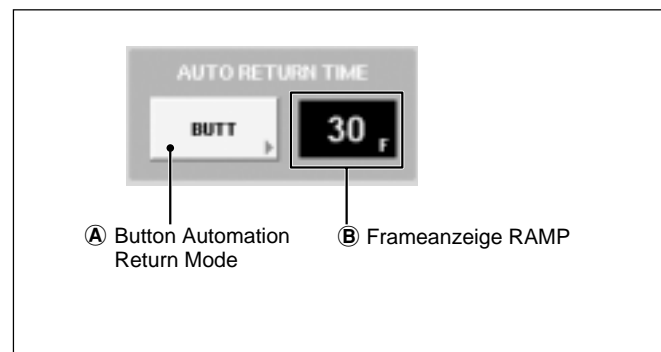 AUTO RETURN TIME
BUTT
30 F
Ⓐ Button Automation
Return Mode
Ⓑ Frameanzeige RAMP